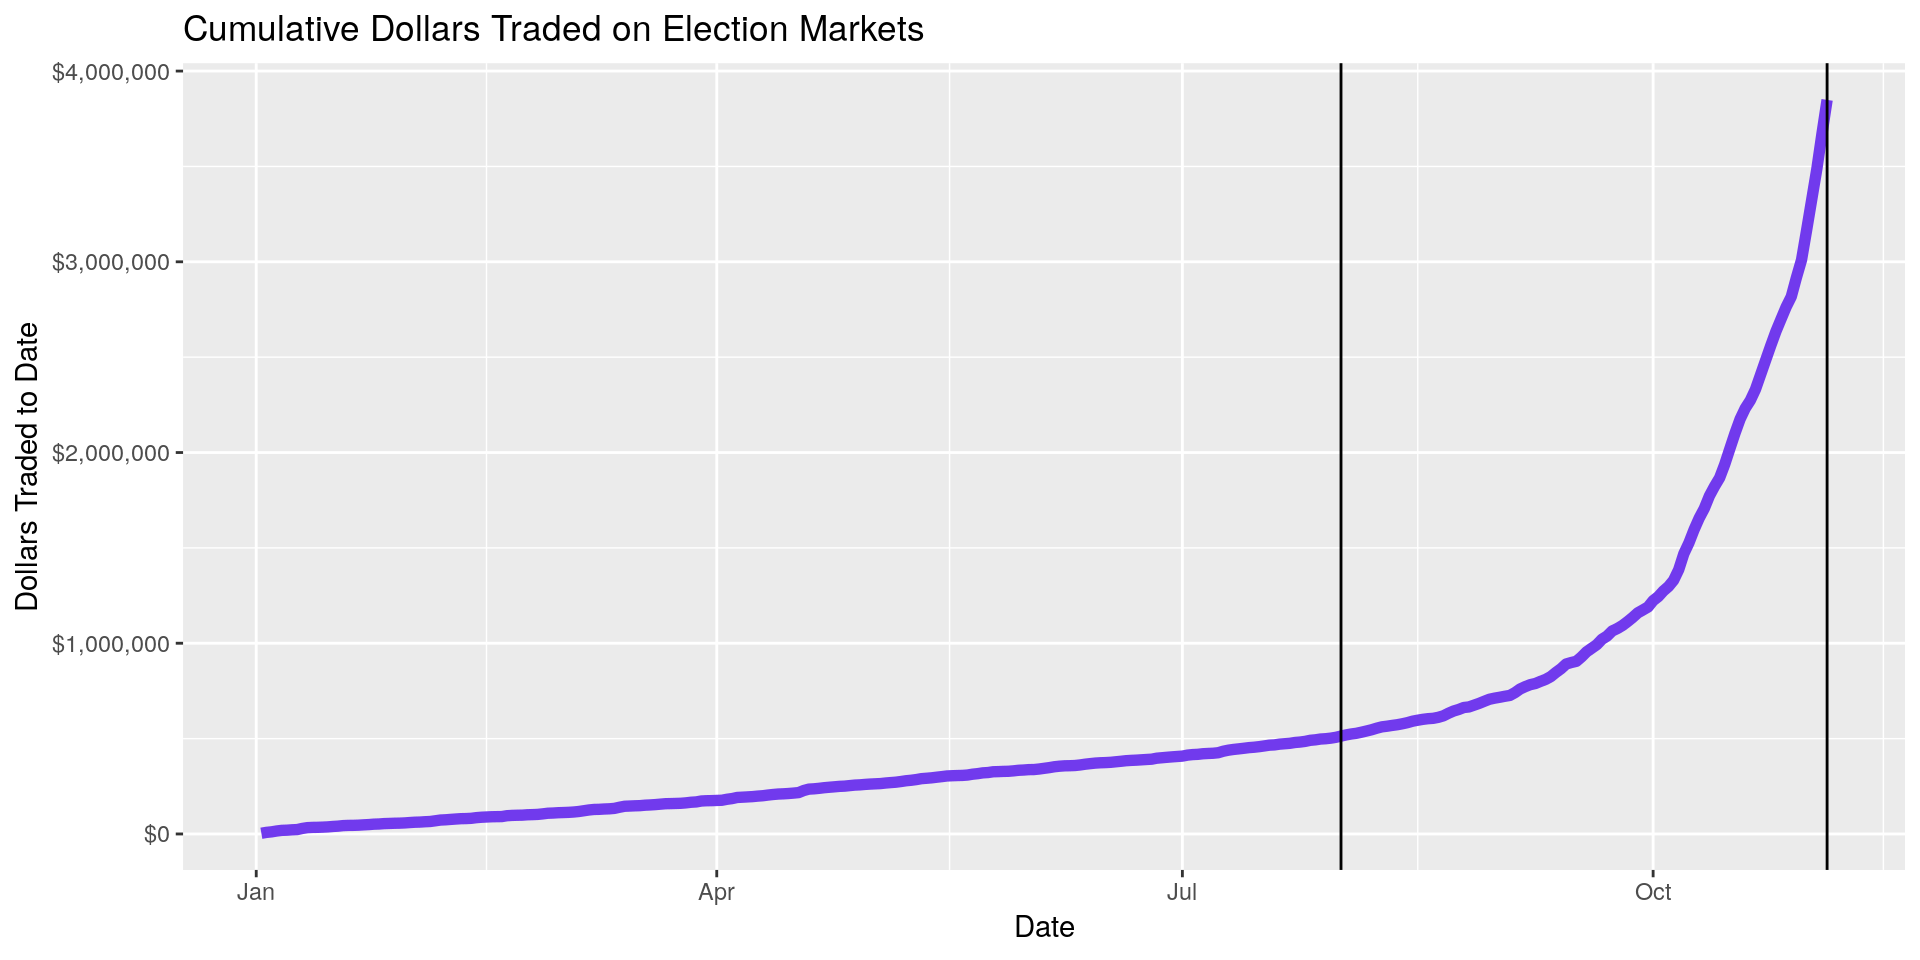 Cumulative Dollars Traded on Election Markets
$4,000,000
$3,000,000
$2,000,000
$1,000,000
$0
Dollars Traded to Date
Jan Apr Jul Oct
Date